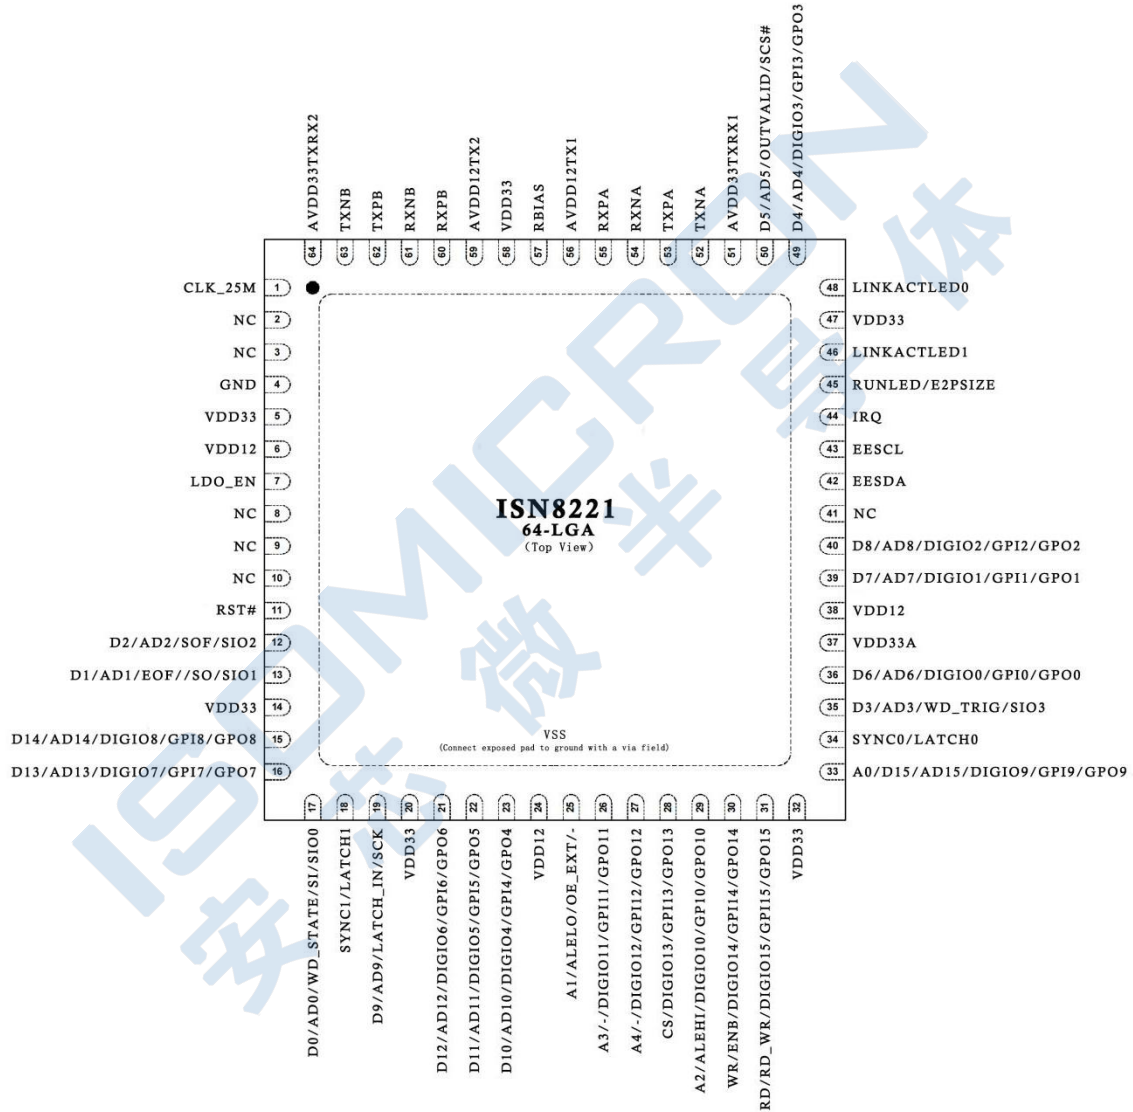 AVDD33TXRX2
TXNB
TXPB
RXNB
RXPB
AVDD12TX2
VDD33
RBIAS
AVDD12TX1
RXPA
RXNA
TXPA
TXNA
AVDD33TXRX1
D5/AD5/OUTVALID/SCS#
D4/AD4/DIGIO3/GPI3/GPO3
64
63
62
61
60
59
58
57
56
55
54
53
52
51
50
49
CLK_25M 1
NC 2
NC 3
GND 4
VDD33 5
VDD12 6
LDO_EN 7
NC 8
NC 9
NC 10
RST# 11
D2/AD2/SOF/SIO2 12
D1/AD1/EOF//SO/SIO1 13
VDD33 14
D14/AD14/DIGIO8/GPI8/GPO8 15
D13/AD13/DIGIO7/GPI7/GPO7 16
48 LINKACTLED0
47 VDD33
46 LINKACTLED1
45 RUNLED/E2PSIZE
44 IRQ
43 EESCL
42 EESDA
41 NC
40 D8/AD8/DIGIO2/GPI2/GPO2
39 D7/AD7/DIGIO1/GPI1/GPO1
38 VDD12
37 VDD33A
36 D6/AD6/DIGIO0/GPI0/GPO0
35 D3/AD3/WD_TRIG/SIO3
34 SYNC0/LATCH0
33 A0/D15/AD15/DIGIO9/GPI9/GPO9
ISN8221
64-LGA
(Top View)
VSS
(Connect exposed pad to ground with a via field)
17
18
19
20
21
22
23
24
25
26
27
28
29
30
31
32
D0/AD0/WD_STATE/SI/SIO0
SYNC1/LATCH1
D9/AD9/LATCH_IN/SCK
VDD33
D12/AD12/DIGIO6/GPI6/GPO6
D11/AD11/DIGIO5/GPI5/GPO5
D10/AD10/DIGIO4/GPI4/GPO4
VDD12
A1/ALELO/OE_EXT/-
A3/-/DIGIO11/GPI11/GPO11
A4/-/DIGIO12/GPI12/GPO12
CS/DIGIO13/GPI13/GPO13
A2/ALEHI/DIGIO10/GPI10/GPO10
WR/ENB/DIGIO14/GPI14/GPO14
RD/RD_WR/DIGIO15/GPI15/GPO15
VDD33
ISOMICRON
安芯微半导体